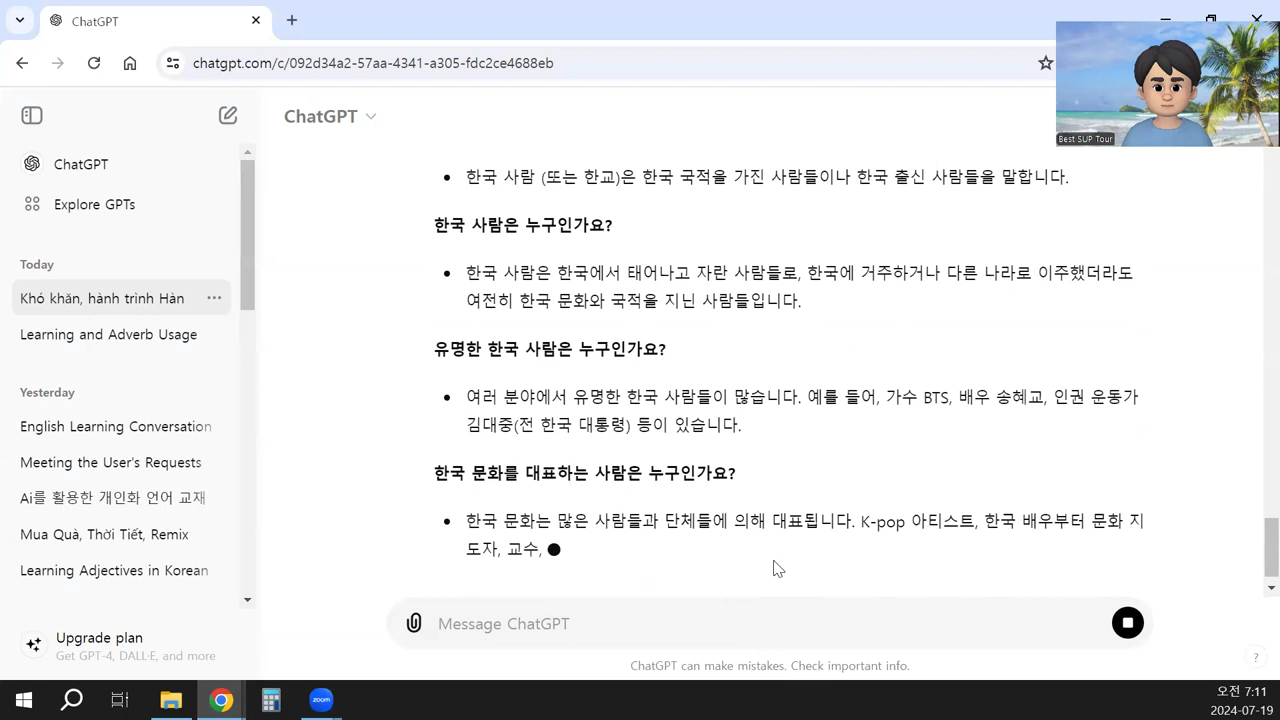 ChatGPT
chatgpt.com/c/092d34a2-57aa-4341-a305-fdc2ce4688eb
Best SUP Tour
ChatGPT
Explore GPTs
Today
Khó khăn, hành trình Hàn
Learning and Adverb Usage
Yesterday
English Learning Conversation
Meeting the User's Requests
Ai를 활용한 개인화 언어 교재
Mua Quà, Thời Tiết, Remix
Learning Adjectives in Korean
Upgrade plan
Get GPT-4, DALL·E, and more
ChatGPT
한국 사람 (또는 한교)은 한국 국적을 가진 사람들이나 한국 출신 사람들을 말합니다.
한국 사람은 누구인가요?
한국 사람은 한국에서 태어나고 자란 사람들로, 한국에 거주하거나 다른 나라로 이주했더라도
여전히 한국 문화와 국적을 지닌 사람들입니다.
유명한 한국 사람은 누구인가요?
여러 분야에서 유명한 한국 사람들이 많습니다. 예를 들어, 가수 BTS, 배우 송혜교, 인권 운동가
김대중(전 한국 대통령) 등이 있습니다.
한국 문화를 대표하는 사람은 누구인가요?
한국 문화는 많은 사람들과 단체들에 의해 대표됩니다. K-pop 아티스트, 한국 배우부터 문화 지
도자, 교수,
Message ChatGPT
ChatGPT can make mistakes. Check important info.
?
zoom
오전 7:11
2024-07-19